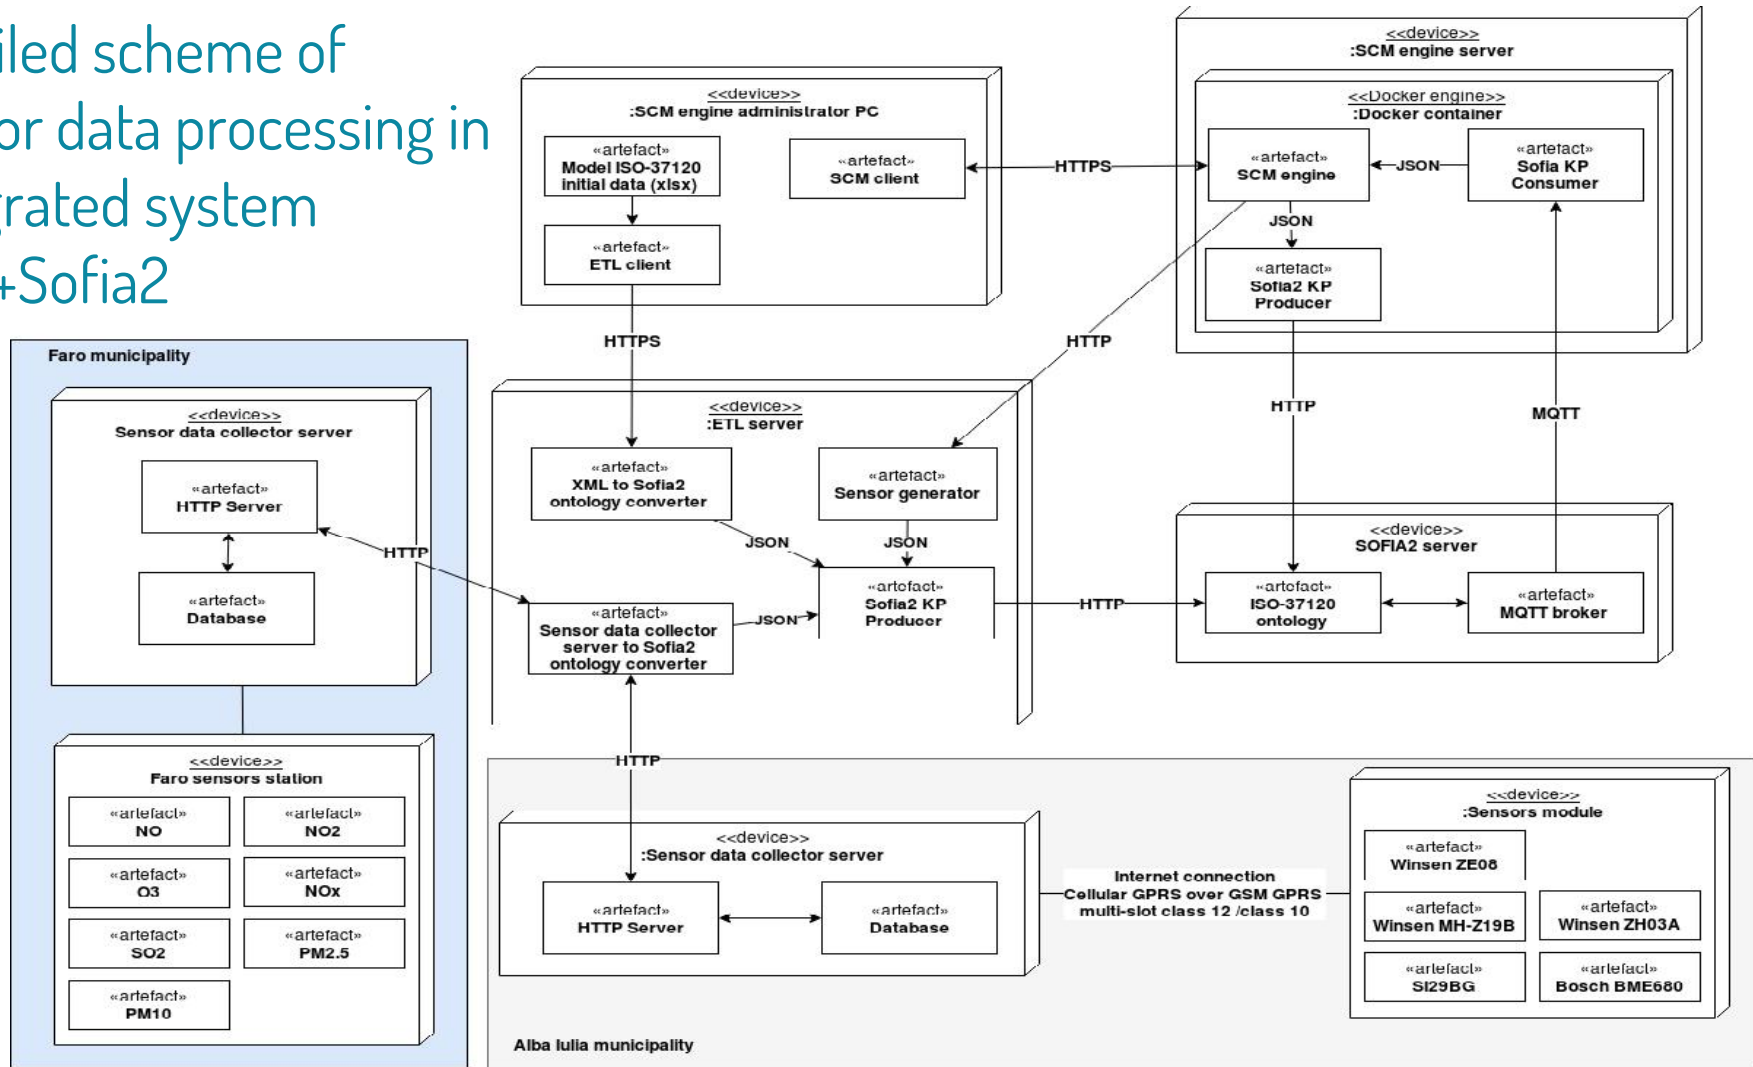 iled scheme of
or data processing in
grated system
+Sofia2
<<device>>
:SCM engine administrator PC
«artefact»
Model ISO-37120
initial data (xlsx)
«artefact»
SCM client
«artefact»
ETL client
HTTPS
HTTPS
<<device>>
:SCM engine server
<<Docker engine>>
:Docker container
«artefact»
SCM engine
JSON
«artefact»
Sofia KP
Consumer
JSON
«artefact»
Sofia2 KP
Producer
HTTP
HTTP
MQTT
Faro municipality
<<device>>
Sensor data collector server
«artefact»
HTTP Server
«artefact»
Database
HTTP
<<device>>
:ETL server
«artefact»
XML to Sofia2
ontology converter
«artefact»
Sensor generator
JSON
JSON
«artefact»
Sofia2 KP
Producer
«artefact»
Sensor data collector
server to Sofia2
ontology converter
JSON
HTTP
<<device>>
SOFIA2 server
«artefact»
ISO-37120
ontology
«artefact»
MQTT broker
<<device>>
Faro sensors station
«artefact»
NO
«artefact»
NO2
«artefact»
O3
«artefact»
NOx
«artefact»
SO2
«artefact»
PM2.5
«artefact»
PM10
HTTP
<<device>>
:Sensor data collector server
«artefact»
HTTP Server
«artefact»
Database
Internet connection
Cellular GPRS over GSM GPRS
multi-slot class 12 /class 10
<<device>>
:Sensors module
«artefact»
Winsen ZE08
«artefact»
Winsen MH-Z19B
«artefact»
Winsen ZH03A
«artefact»
SI29BG
«artefact»
Bosch BME680
Alba Iulia municipality